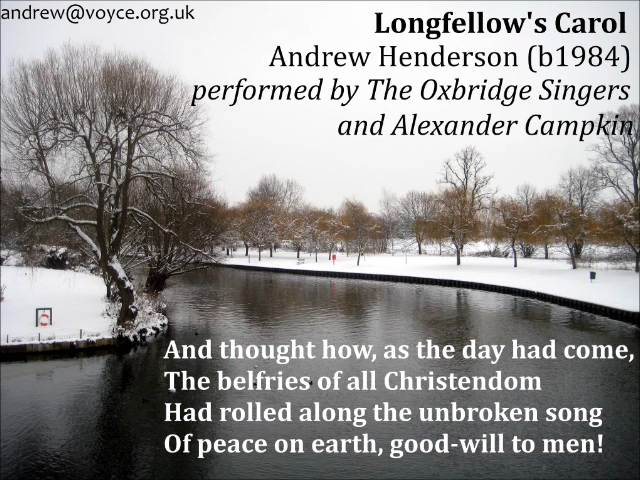 andrew@voyce.org.uk
Longfellow's Carol
Andrew Henderson (b1984)
performed by The Oxbridge Singers
and Alexander Campkin
And thought how, as the day had come,
The belfries of all Christendom
Had rolled along the unbroken song
Of peace on earth, good-will to men!